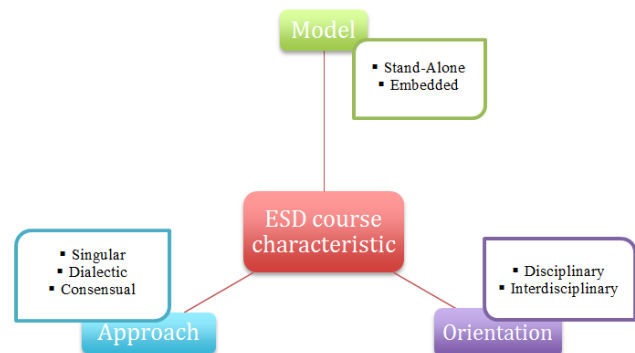 Model
▪ Stand-Alone
▪ Embedded
ESD course
characteristic
▪ Singular
▪ Dialectic
▪ Consensual
Approach
▪ Disciplinary
▪ Interdisciplinary
Orientation